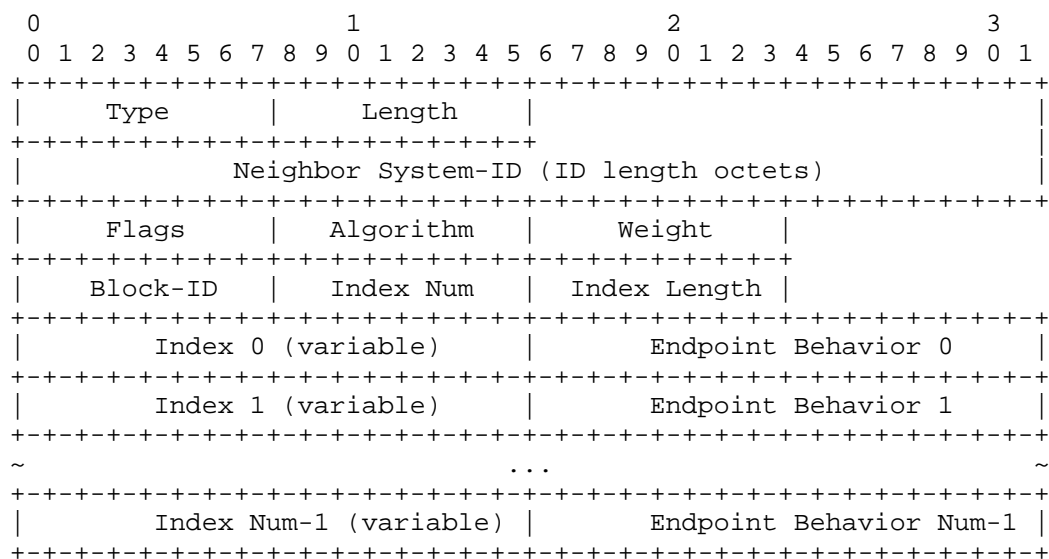 0                   1                   2                   3
0 1 2 3 4 5 6 7 8 9 0 1 2 3 4 5 6 7 8 9 0 1 2 3 4 5 6 7 8 9 0 1
+-+-+-+-+-+-+-+-+-+-+-+-+-+-+-+-+-+-+-+-+-+-+-+-+-+-+-+-+-+-+-+-+
|     Type      |     Length    |                               |
+-+-+-+-+-+-+-+-+-+-+-+-+-+-+-+-+                               |
|             Neighbor System-ID (ID length octets)             |
+-+-+-+-+-+-+-+-+-+-+-+-+-+-+-+-+-+-+-+-+-+-+-+-+-+-+-+-+-+-+-+-+
|     Flags     |   Algorithm   |     Weight    |
+-+-+-+-+-+-+-+-+-+-+-+-+-+-+-+-+-+-+-+-+-+-+-+-+
|    Block-ID   |   Index Num   |  Index Length |
+-+-+-+-+-+-+-+-+-+-+-+-+-+-+-+-+-+-+-+-+-+-+-+-+-+-+-+-+-+-+-+-+
|        Index 0 (variable)     |       Endpoint Behavior 0     |
+-+-+-+-+-+-+-+-+-+-+-+-+-+-+-+-+-+-+-+-+-+-+-+-+-+-+-+-+-+-+-+-+
|        Index 1 (variable)     |       Endpoint Behavior 1     |
+-+-+-+-+-+-+-+-+-+-+-+-+-+-+-+-+-+-+-+-+-+-+-+-+-+-+-+-+-+-+-+-+
~                              ...                              ~
+-+-+-+-+-+-+-+-+-+-+-+-+-+-+-+-+-+-+-+-+-+-+-+-+-+-+-+-+-+-+-+-+
|        Index Num-1 (variable) |       Endpoint Behavior Num-1 |
+-+-+-+-+-+-+-+-+-+-+-+-+-+-+-+-+-+-+-+-+-+-+-+-+-+-+-+-+-+-+-+-+